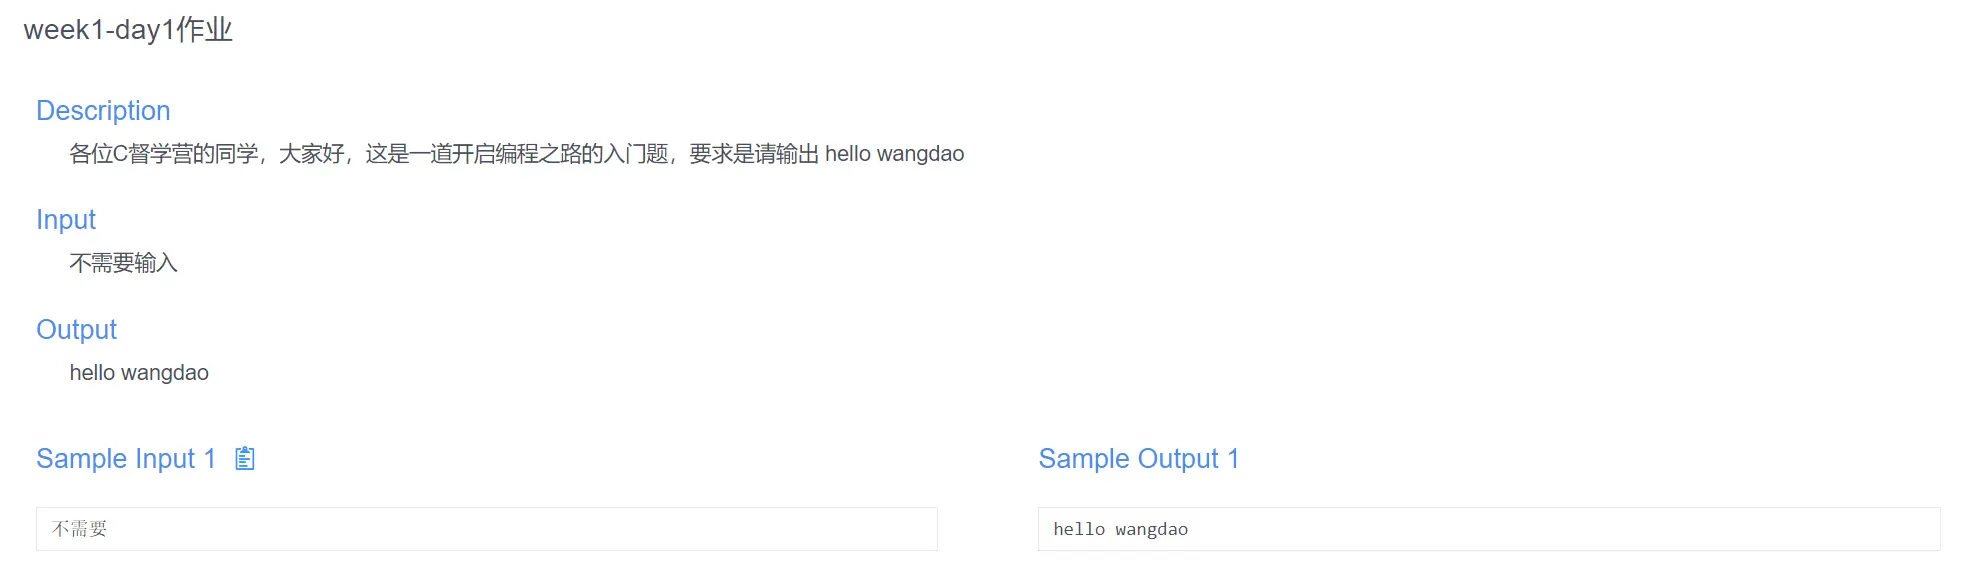 week1-day1作业
Description
各位C督学营的同学，大家好，这是一道开启编程之路的入门题，要求是请输出 hello wangdao
Input
不需要输入
Output
hello wangdao
Sample Input 1
不需要
Sample Output 1
hello wangdao